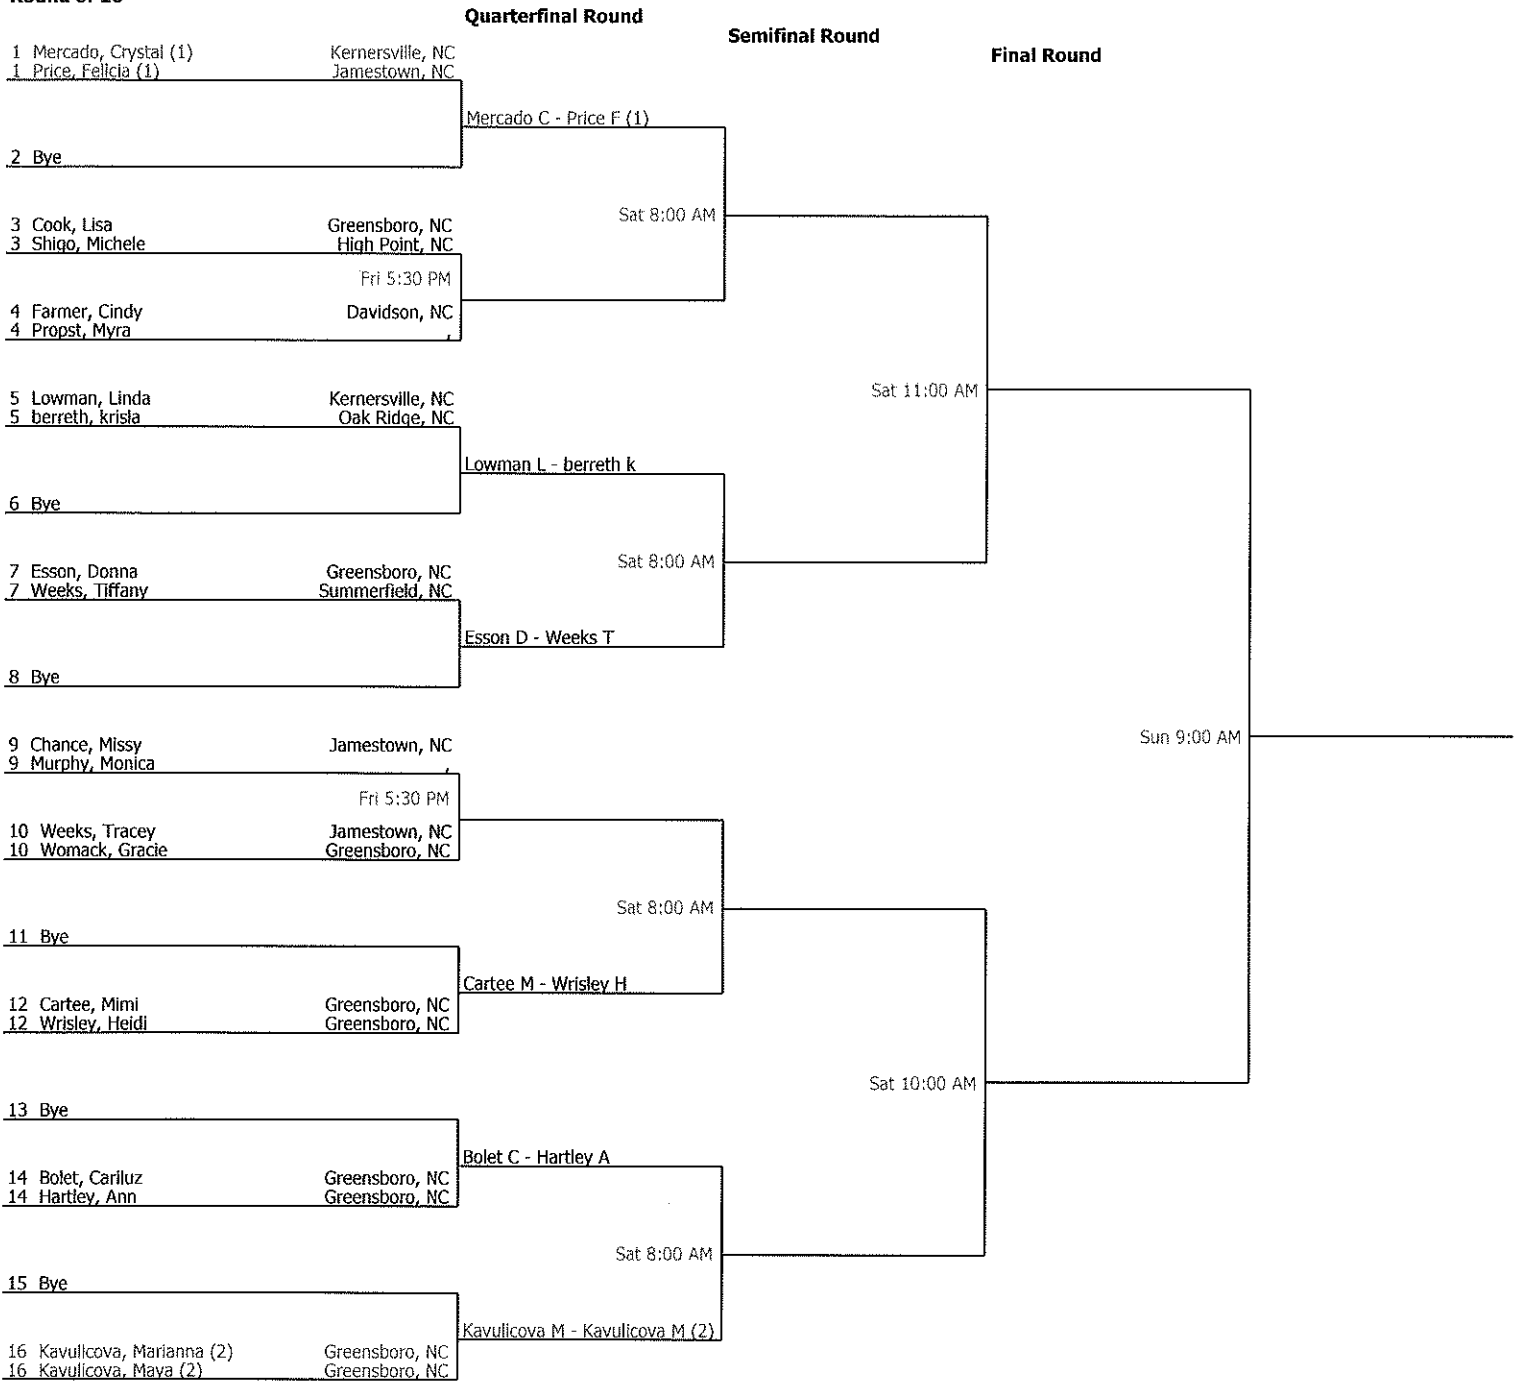 Quarterfinal Round
Semifinal Round
Final Round
1 Mercado, Crystal (1) Kernersville, NC
1 Price, Felicia (1) Jamestown, NC
Mercado C - Price F (1)
2 Bye
Sat 8:00 AM
3 Cook, Lisa Greensboro, NC
3 Shigo, Michele High Point, NC
Fri 5:30 PM
4 Farmer, Cindy Davidson, NC
4 Propst, Myra ,
Sat 11:00 AM
5 Lowman, Linda Kernersville, NC
5 berreth, krista Oak Ridge, NC
Lowman L - berreth k
6 Bye
Sat 8:00 AM
7 Esson, Donna Greensboro, NC
7 Weeks, Tiffany Summerfield, NC
Esson D - Weeks T
8 Bye
Sun 9:00 AM
9 Chance, Missy Jamestown, NC
9 Murphy, Monica ,
Fri 5:30 PM
10 Weeks, Tracey Jamestown, NC
10 Womack, Gracie Greensboro, NC
Sat 8:00 AM
11 Bye
Cartee M - Wrisley H
12 Cartee, Mimi Greensboro, NC
12 Wrisley, Heidi Greensboro, NC
Sat 10:00 AM
13 Bye
Bolet C - Hartley A
14 Bolet, Cariluz Greensboro, NC
14 Hartley, Ann Greensboro, NC
Sat 8:00 AM
15 Bye
Kavulicova M - Kavulicova M (2)
16 Kavulicova, Marianna (2) Greensboro, NC
16 Kavulicova, Maya (2) Greensboro, NC